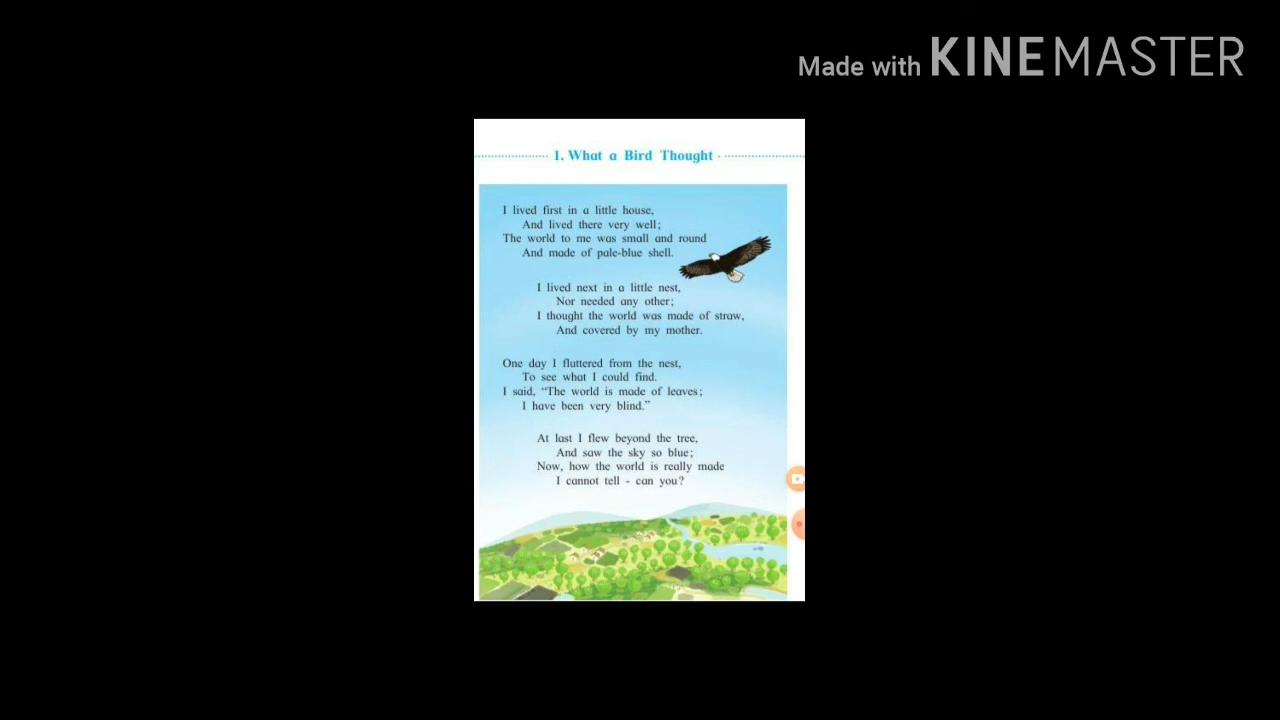 Made with KINEMASTER
1. What a Bird Thought
I lived first in a little house,
And lived there very well;
The world to me was small and round
And made of pale-blue shell.
I lived next in a little nest,
Nor needed any other;
I thought the world was made of straw,
And covered by my mother.
One day I fluttered from the nest,
To see what I could find.
I said, “The world is made of leaves;
I have been very blind.”
At last I flew beyond the tree,
And saw the sky so blue;
Now, how the world is really made
I cannot tell - can you?